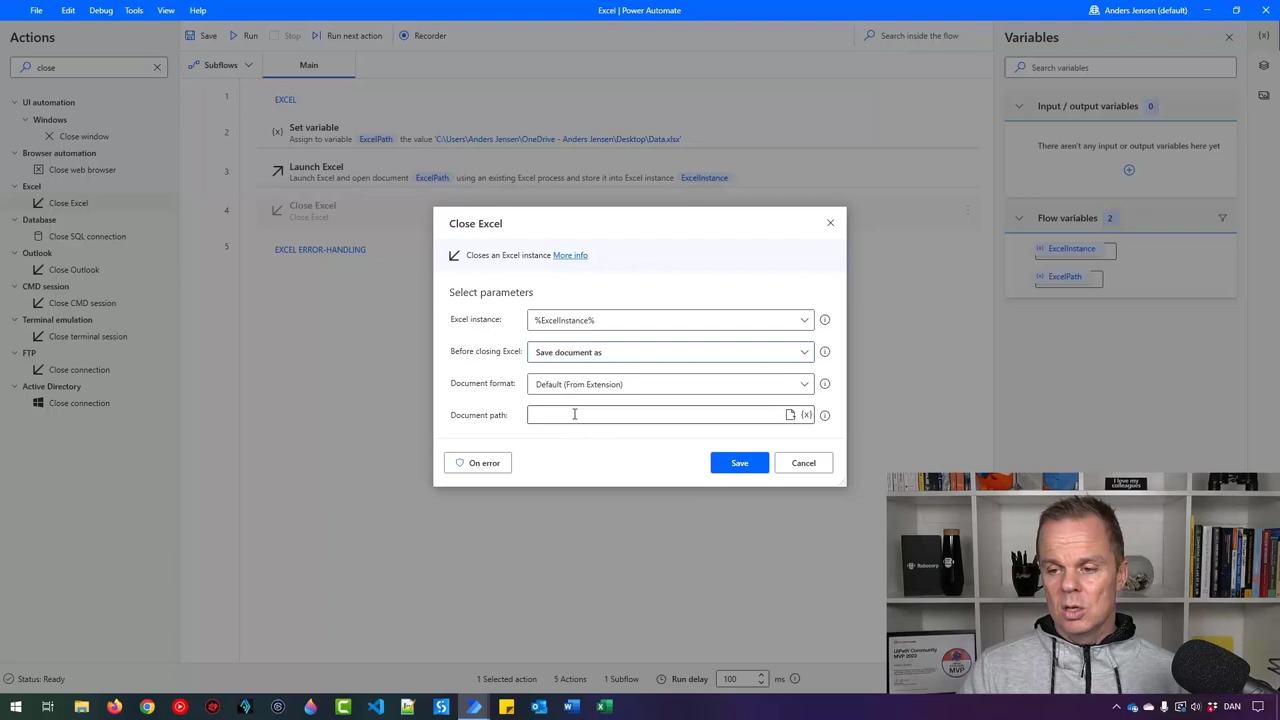 File Debug Tools View Help
Excel | Power Automate
Anders Jensen (default)
Actions
close
UI automation
Windows
Close window
Browser automation
Close web browser
Excel
Close Excel
Database
Close SQL connection
Outlook
Close Outlook
CMD session
Close CMD session
Terminal emulation
Close terminal session
FTP
Close connection
Active Directory
Close connection
Save Run Stop Run next action Recorder
Search inside the flow
Subflows Main
1 EXCEL
2 Set variable
Assign to variable ExcelPath the value 'C:\Users\Anders Jensen\OneDrive - Anders Jensen\Desktop\Data.xlsx'
3 Launch Excel
Launch Excel and open document ExcelPath using an existing Excel process and store it into Excel instance ExcelInstance
4 Close Excel
Close Excel
5 EXCEL ERROR-HANDLING
Close Excel
Closes an Excel instance More info
Select parameters
Excel instance: %ExcelInstance%
Before closing Excel: Save document as
Document format: Default (From Extension)
Document path: {x}
On error Save Cancel
Variables
{x}
Search variables
Input / output variables 0
There aren't any input or output variables here yet
Flow variables 2
ExcelInstance
ExcelPath
I love my
colleagues
Robocorp
UiPath Community
MVP 2023
Status: Ready 1 Selected action 5 Actions 1 Subflow Run delay 100 ms
DAN